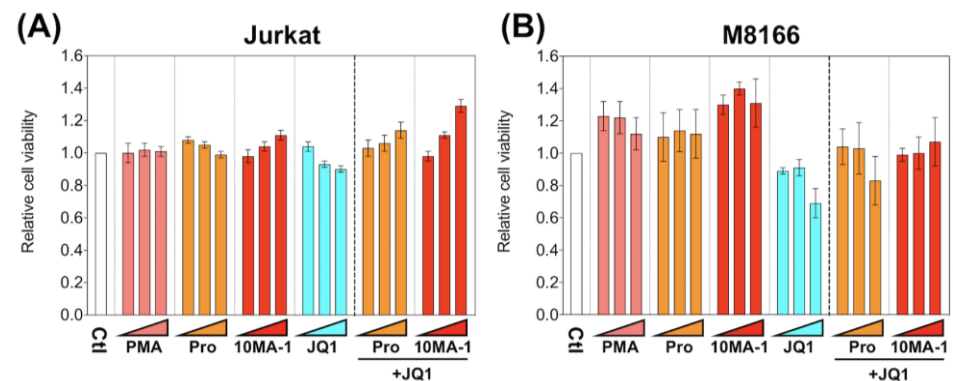 (A)
Jurkat
Relative cell viability
1.6
1.4
1.2
1.0
0.8
0.6
0.4
0.2
0.0
Ctl
PMA
Pro
10MA-1
JQ1
Pro
10MA-1
+JQ1
(B)
M8166
Relative cell viability
1.6
1.4
1.2
1.0
0.8
0.6
0.4
0.2
0.0
Ctl
PMA
Pro
10MA-1
JQ1
Pro
10MA-1
+JQ1